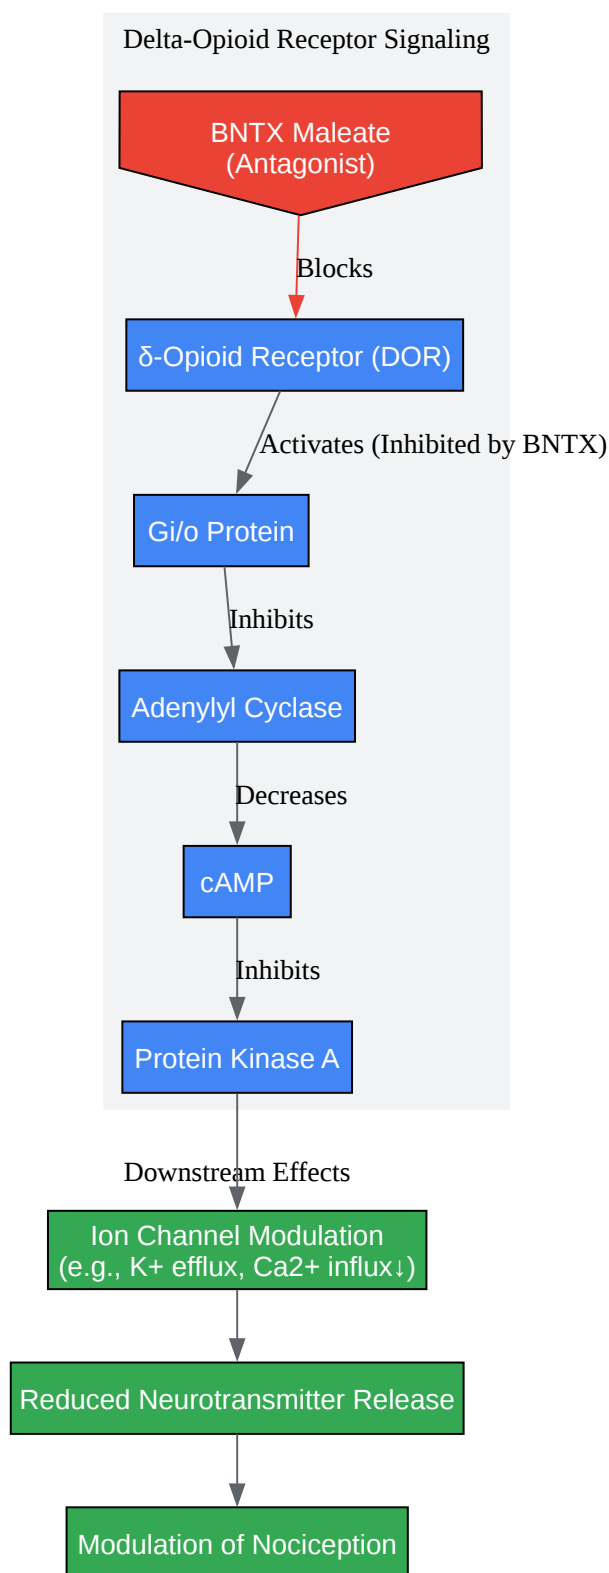 Delta-Opioid Receptor Signaling
BNTX Maleate
(Antagonist)
Blocks
δ-Opioid Receptor (DOR)
Activates (Inhibited by BNTX)
Gi/o Protein
Inhibits
Adenylyl Cyclase
Decreases
cAMP
Inhibits
Protein Kinase A
Downstream Effects
Ion Channel Modulation
(e.g., K+ efflux, Ca2+ influx↓)
Reduced Neurotransmitter Release
Modulation of Nociception